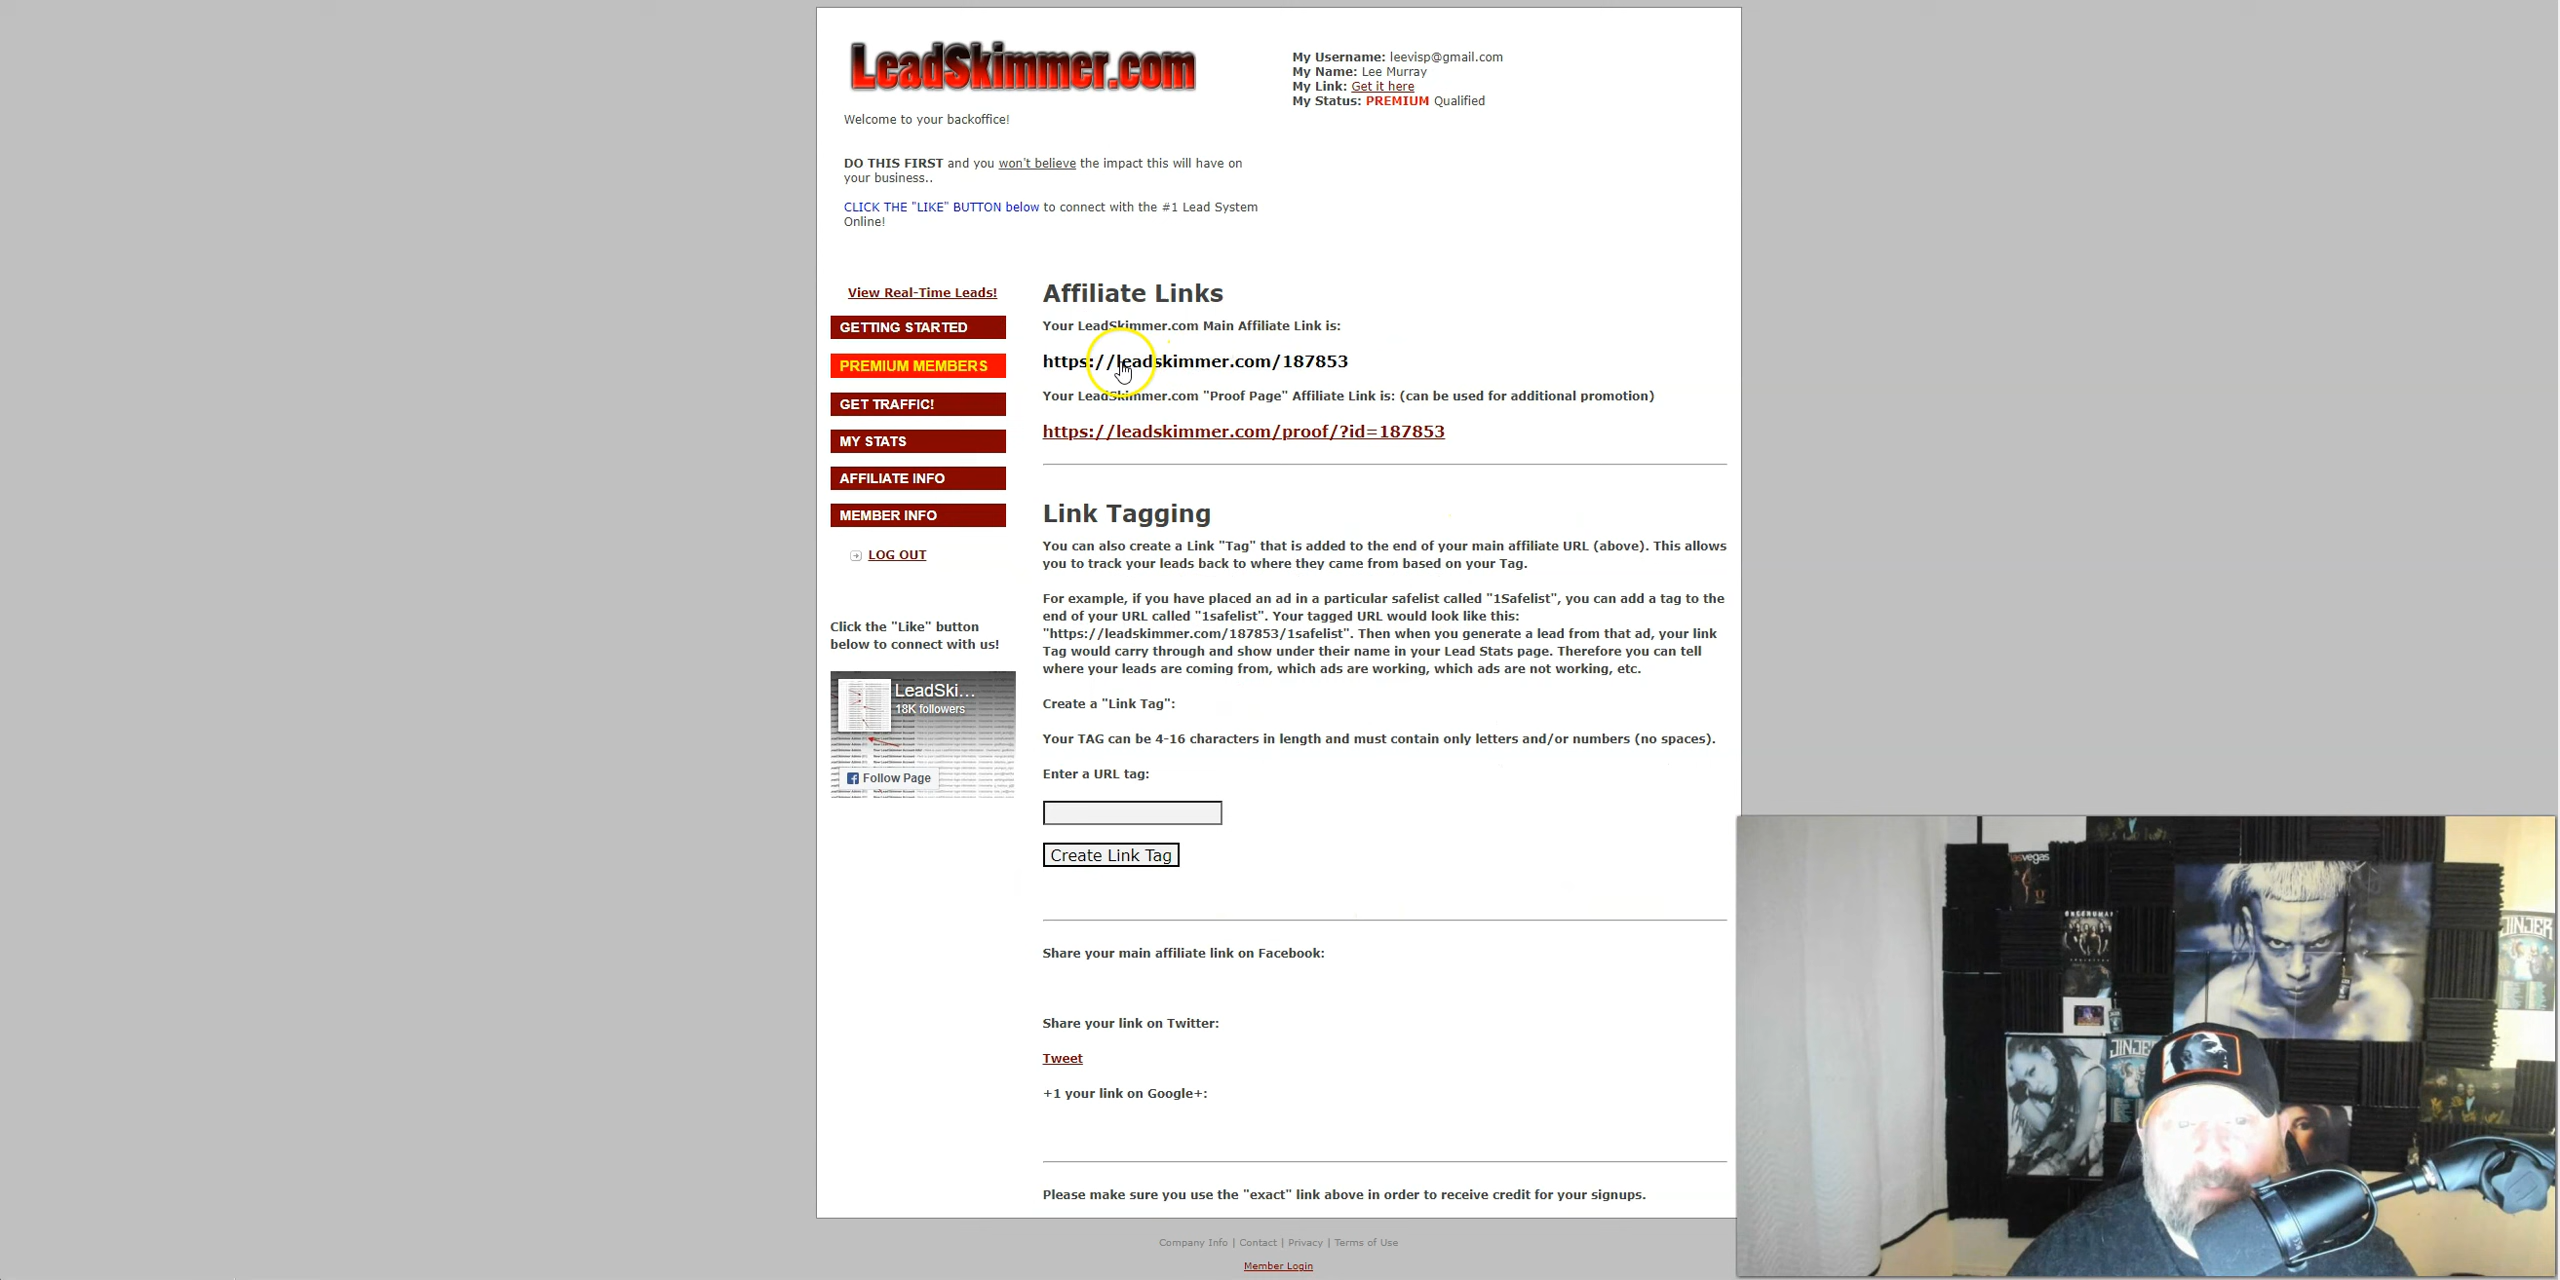 LeadSkimmer.com
My Username: leevisp@gmail.com
My Name: Lee Murray
My Link: Get it here
My Status: PREMIUM Qualified
Welcome to your backoffice!
DO THIS FIRST and you won't believe the impact this will have on
your business..
CLICK THE "LIKE" BUTTON below to connect with the #1 Lead System
Online!
View Real-Time Leads!
GETTING STARTED
PREMIUM MEMBERS
GET TRAFFIC!
MY STATS
AFFILIATE INFO
MEMBER INFO
LOG OUT
Click the "Like" button
below to connect with us!
LeadSki...
18K followers
Follow Page
Affiliate Links
Your LeadSkimmer.com Main Affiliate Link is:
https://leadskimmer.com/187853
Your LeadSkimmer.com "Proof Page" Affiliate Link is: (can be used for additional promotion)
https://leadskimmer.com/proof/?id=187853
Link Tagging
You can also create a Link "Tag" that is added to the end of your main affiliate URL (above). This allows
you to track your leads back to where they came from based on your Tag.
For example, if you have placed an ad in a particular safelist called "1Safelist", you can add a tag to the
end of your URL called "1safelist". Your tagged URL would look like this:
"https://leadskimmer.com/187853/1safelist". Then when you generate a lead from that ad, your link
Tag would carry through and show under their name in your Lead Stats page. Therefore you can tell
where your leads are coming from, which ads are working, which ads are not working, etc.
Create a "Link Tag":
Your TAG can be 4-16 characters in length and must contain only letters and/or numbers (no spaces).
Enter a URL tag:
Create Link Tag
Share your main affiliate link on Facebook:
Share your link on Twitter:
Tweet
+1 your link on Google+:
Please make sure you use the "exact" link above in order to receive credit for your signups.
Company Info | Contact | Privacy | Terms of Use
Member Login
JINJER